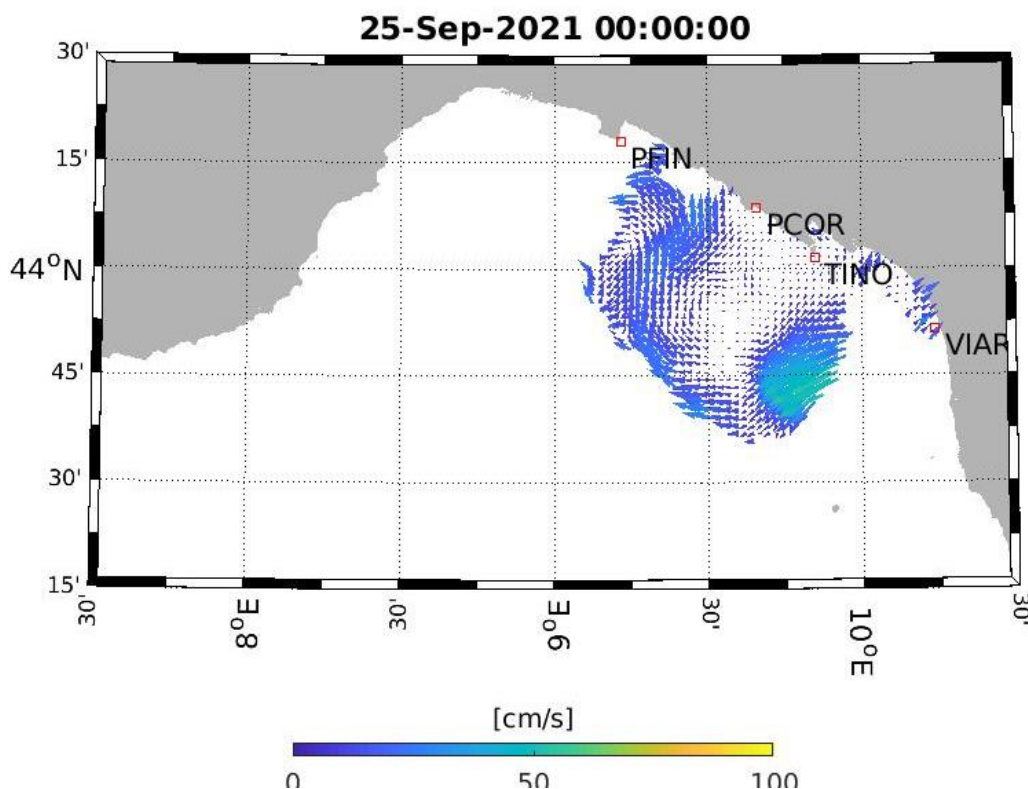 25-Sep-2021 00:00:00
30'
15'
44°N
45'
30'
15'
PFIN
PCOR
TINO
VIAR
30'
8°E
30'
9°E
30'
10°E
30'
[cm/s]
0 50 100